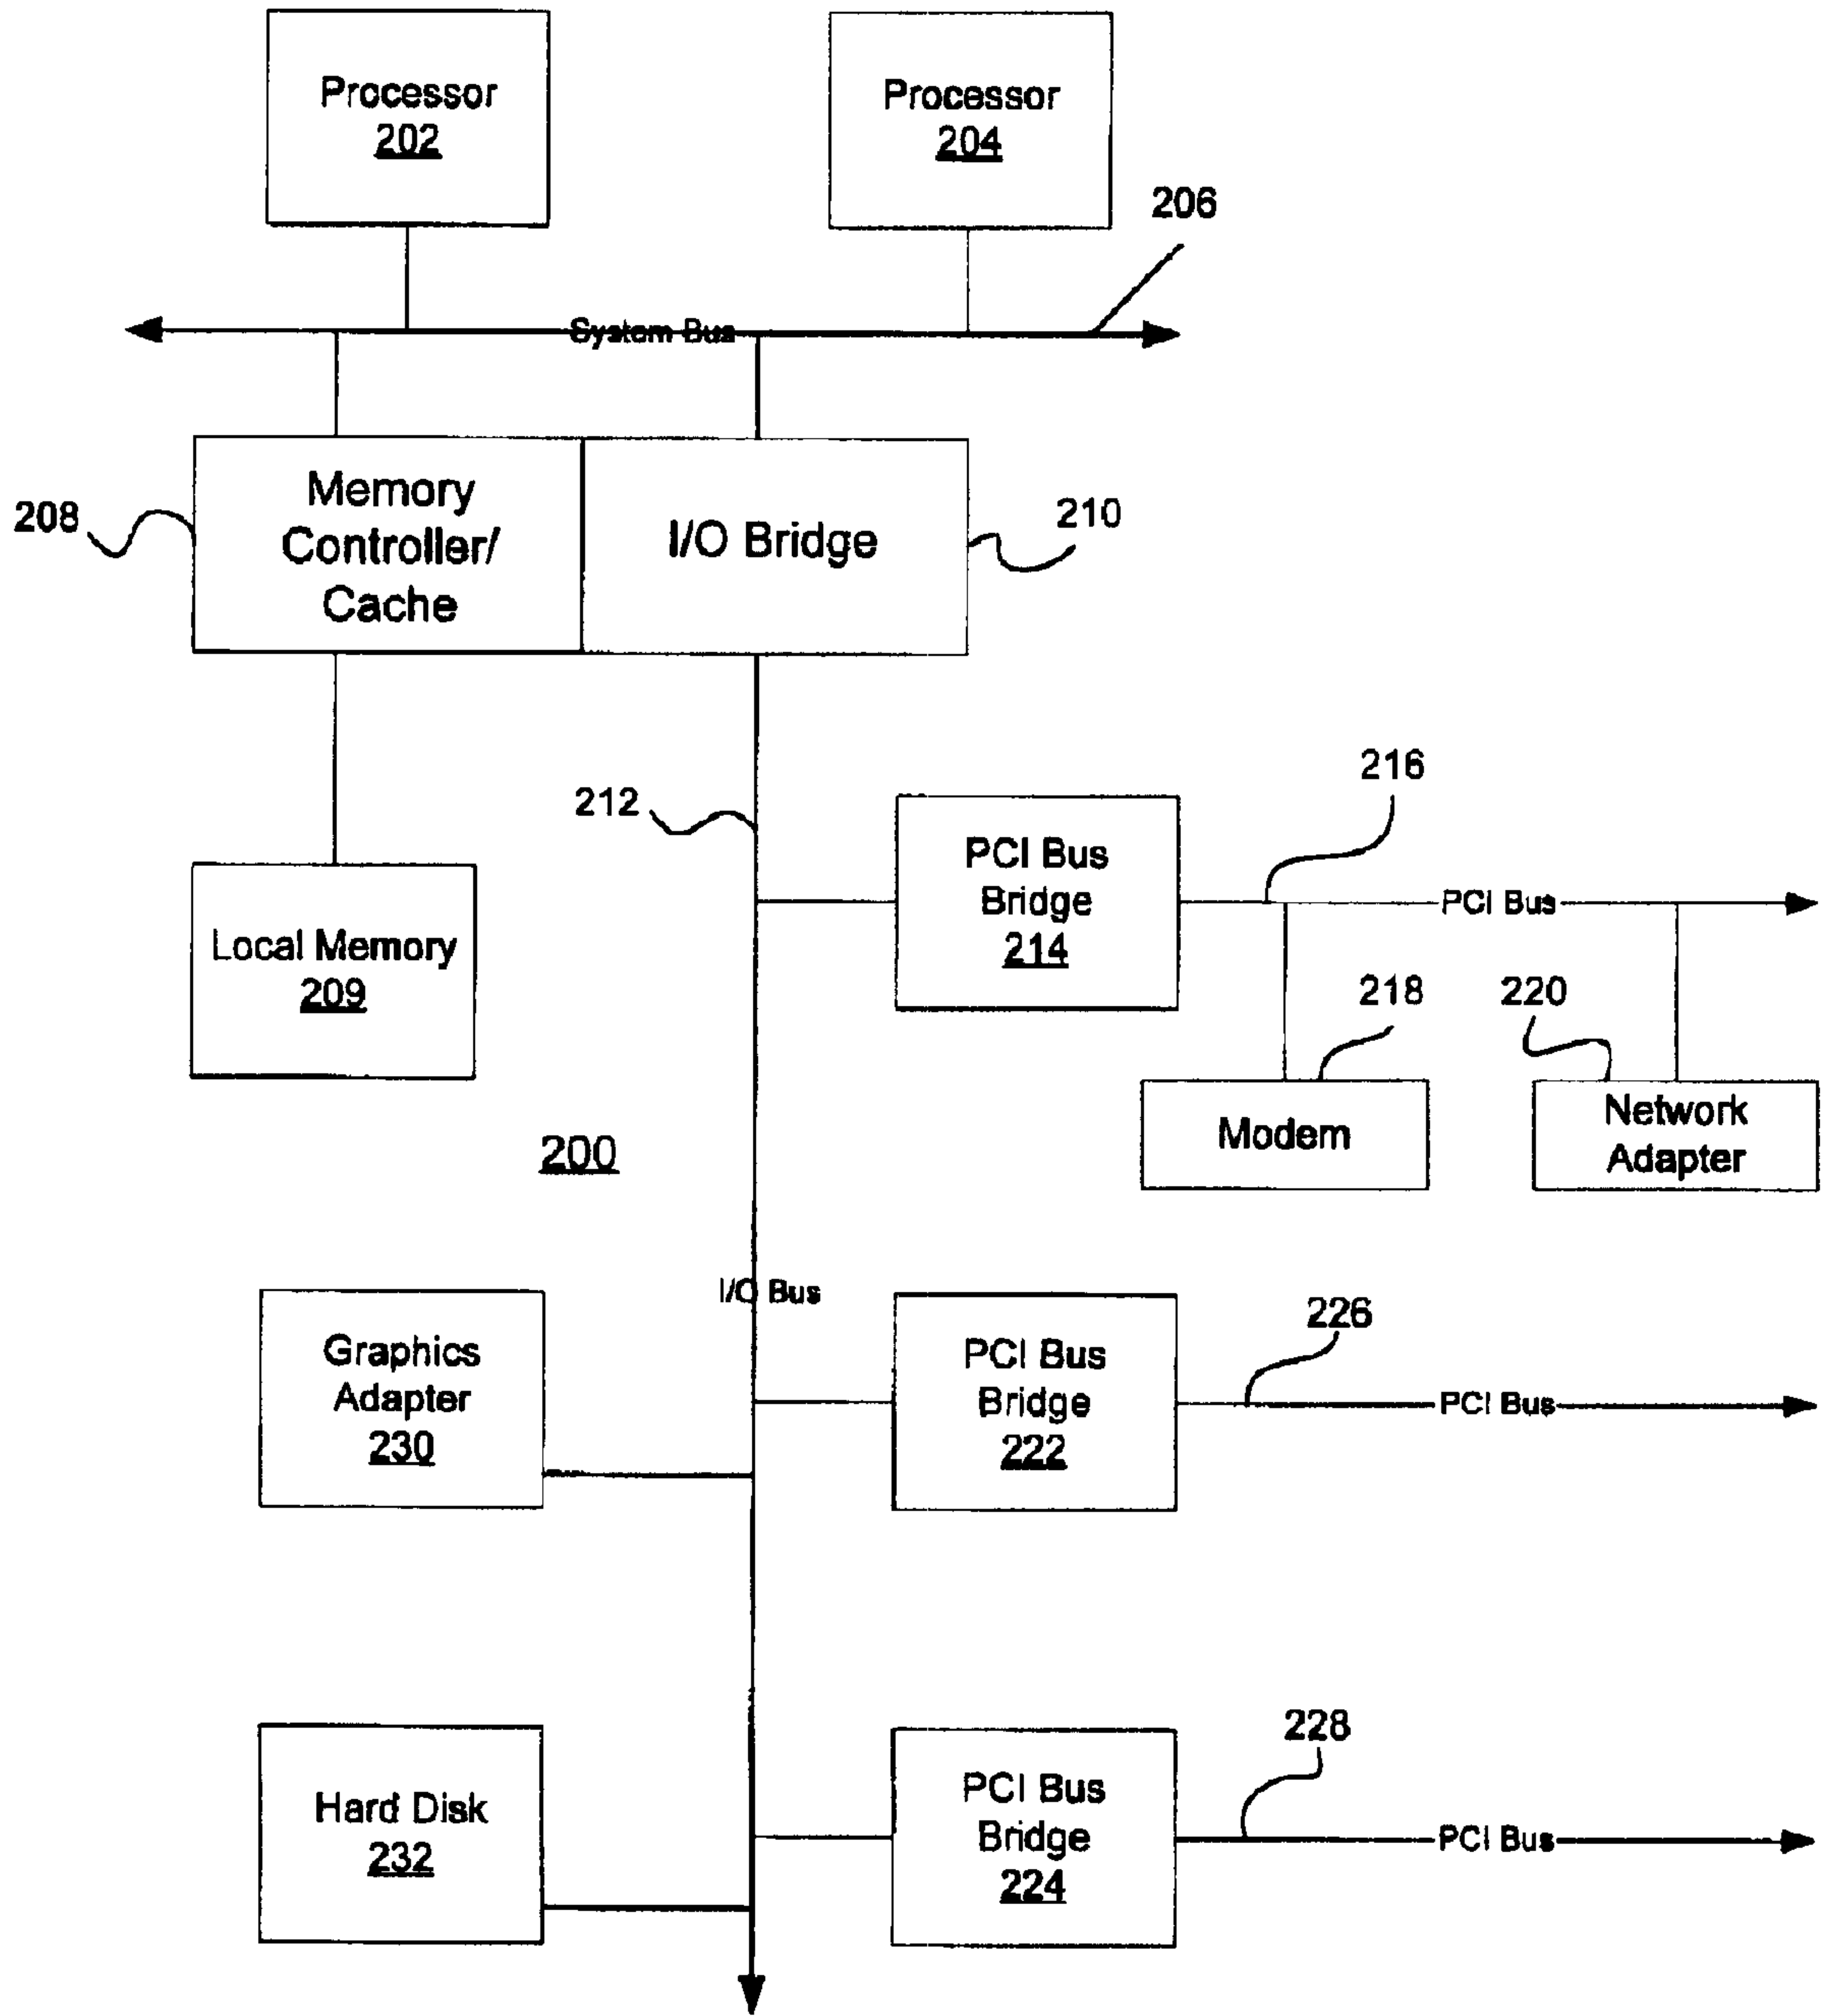 Processor
202
Processor
204
206
System Bus
208
Memory
Controller/
Cache
I/O Bridge
210
212
216
PCI Bus
Bridge
214
PCI Bus
Local Memory
209
218
220
Modem
Network
Adapter
200
I/O Bus
Graphics
Adapter
230
PCI Bus
Bridge
222
226
PCI Bus
Hard Disk
232
PCI Bus
Bridge
224
228
PCI Bus